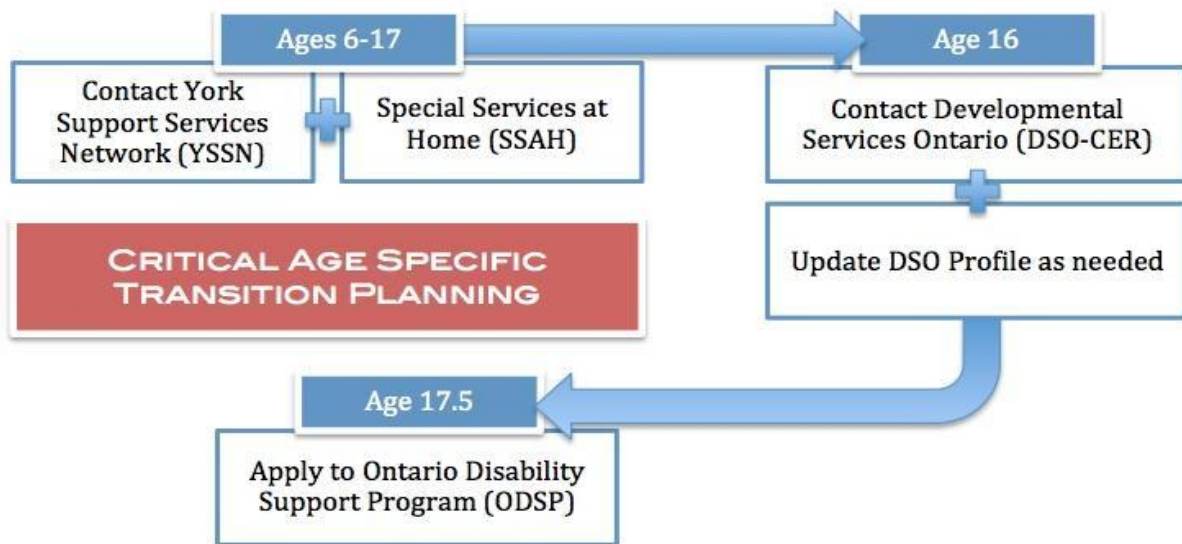 Ages 6-17
Contact York
Support Services
Network (YSSN)
Special Services at
Home (SSAH)
Age 16
Contact Developmental
Services Ontario (DSO-CER)
Update DSO Profile as needed
CRITICAL AGE SPECIFIC
TRANSITION PLANNING
Age 17.5
Apply to Ontario Disability
Support Program (ODSP)